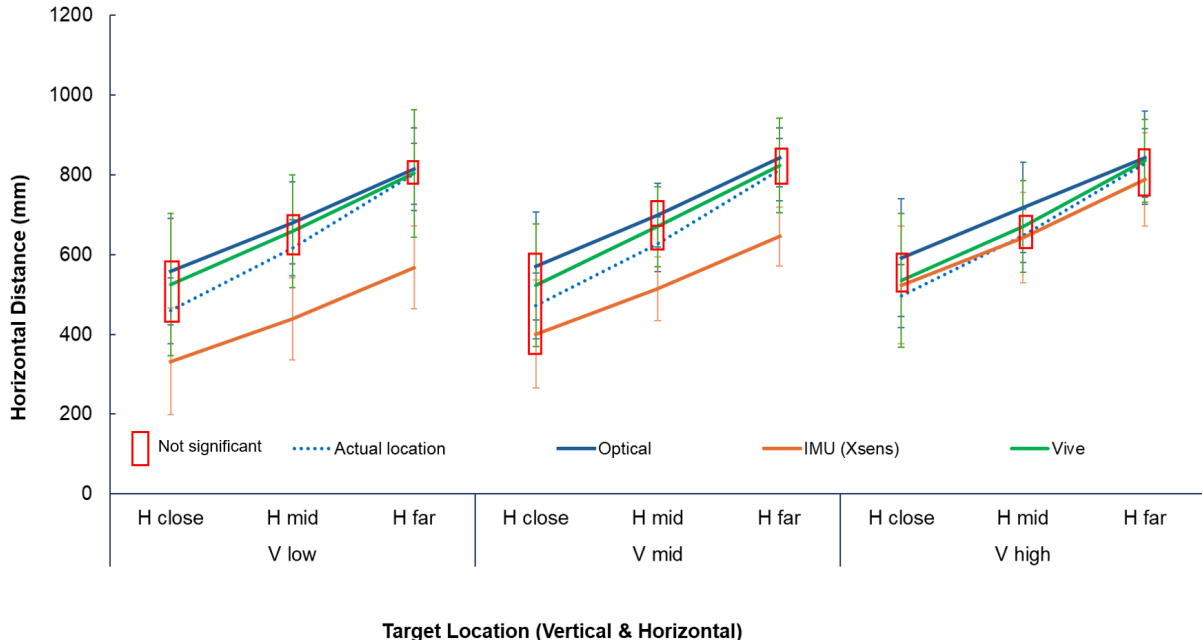 1200
1000
800
600
400
200
0
Horizontal Distance (mm)
Not significant
Actual location
Optical
IMU (Xsens)
Vive
H close H mid H far H close H mid H far H close H mid H far
V low V mid V high
Target Location (Vertical & Horizontal)